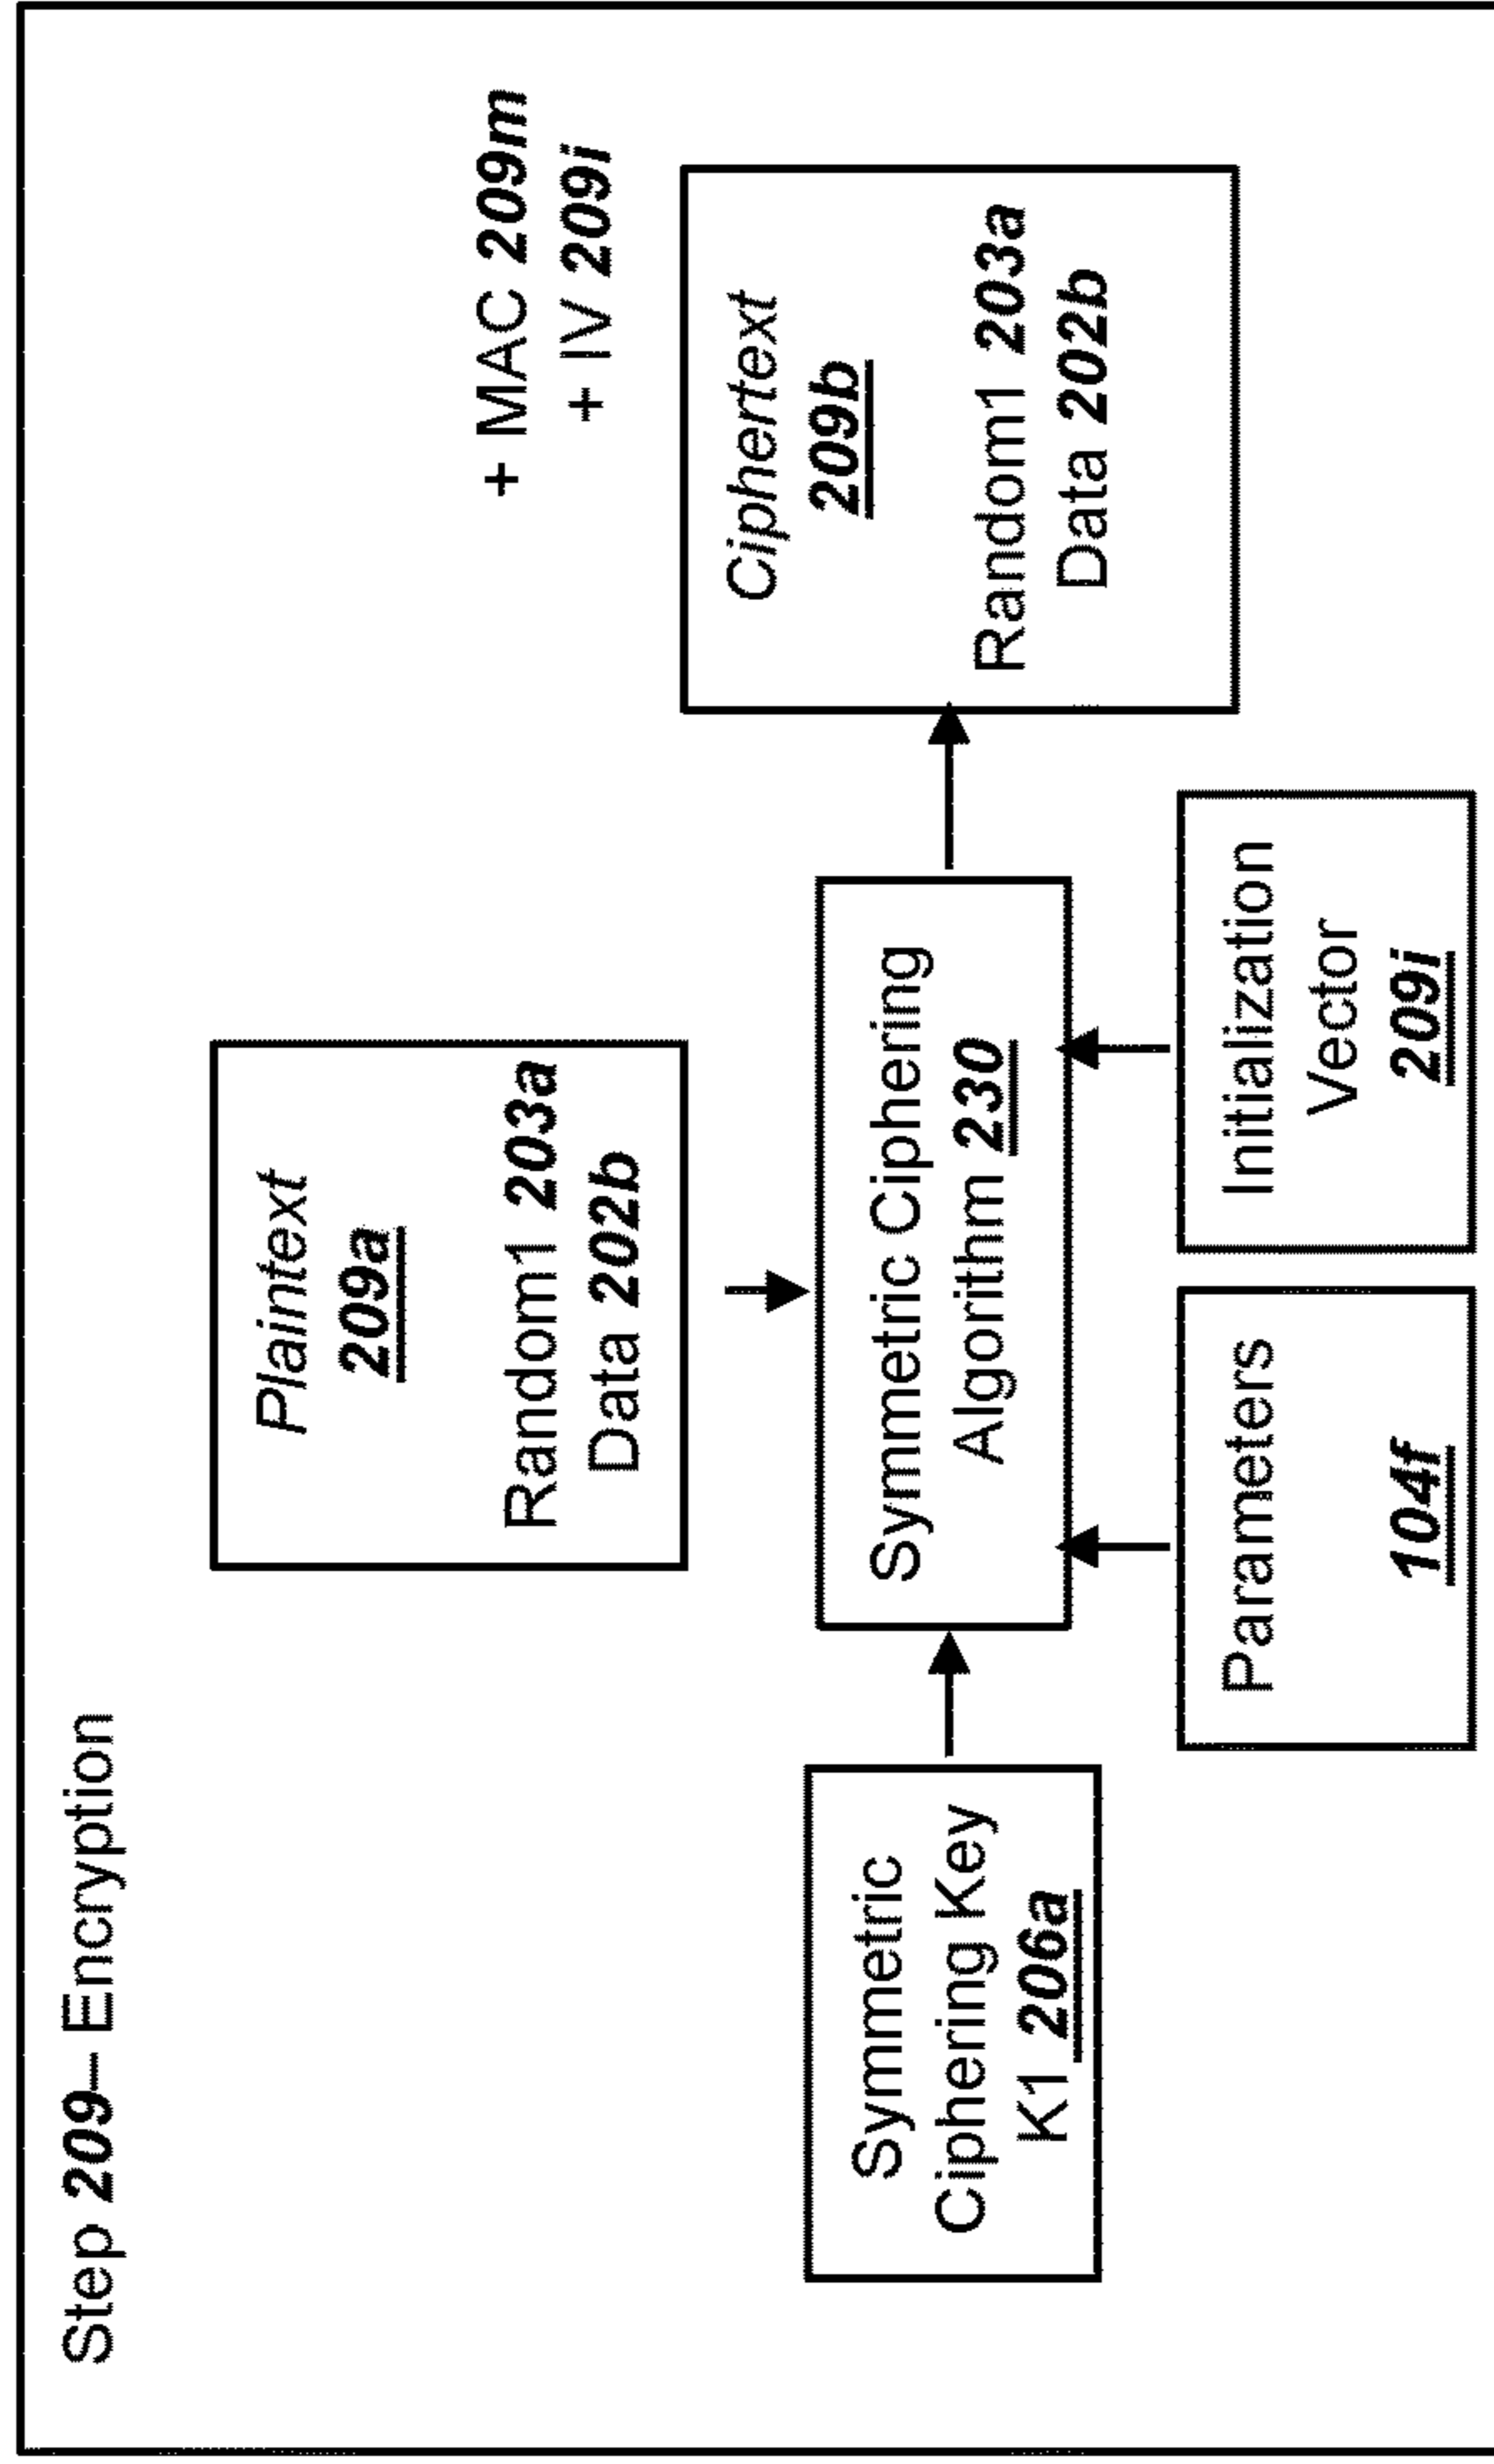 Step 209– Encryption
Plaintext
209a
Random1 203a
Data 202b
+ MAC 209m
+ IV 209i
Symmetric
Ciphering Key
K1 206a
Symmetric Ciphering
Algorithm 230
Ciphertext
209b
Random1 203a
Data 202b
Parameters
104f
Initialization
Vector
209i